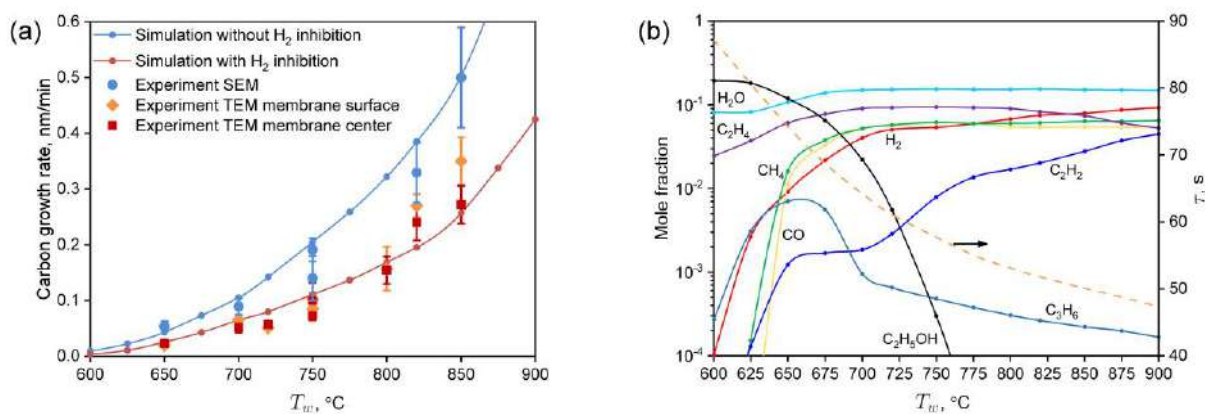 (a)
0.6
0.5
0.4
0.3
0.2
0.1
0.0
Carbon growth rate, nm/min
Simulation without H₂ inhibition
Simulation with H₂ inhibition
Experiment SEM
Experiment TEM membrane surface
Experiment TEM membrane center
600 650 700 750 800 850 900
T_w, °C
(b)
1
10⁻¹
10⁻²
10⁻³
10⁻⁴
Mole fraction
H₂O
C₂H₄
CH₄
H₂
C₂H₂
CO
C₃H₆
C₂H₅OH
90
80
70
60
50
40
τ, s
600 625 650 675 700 725 750 775 800 825 850 875 900
T_w, °C